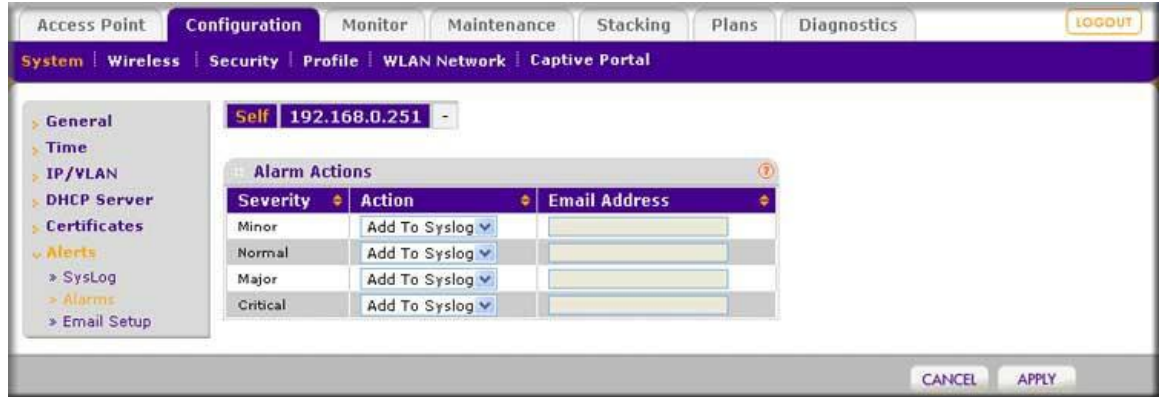 Access Point Configuration Monitor Maintenance Stacking Plans Diagnostics LOGOUT
System Wireless Security Profile WLAN Network Captive Portal
General
Time
IP/VLAN
DHCP Server
Certificates
Alerts
» SysLog
» Alarms
» Email Setup
Self 192.168.0.251 -
Alarm Actions ?
Severity Action Email Address
Minor Add To Syslog
Normal Add To Syslog
Major Add To Syslog
Critical Add To Syslog
CANCEL APPLY